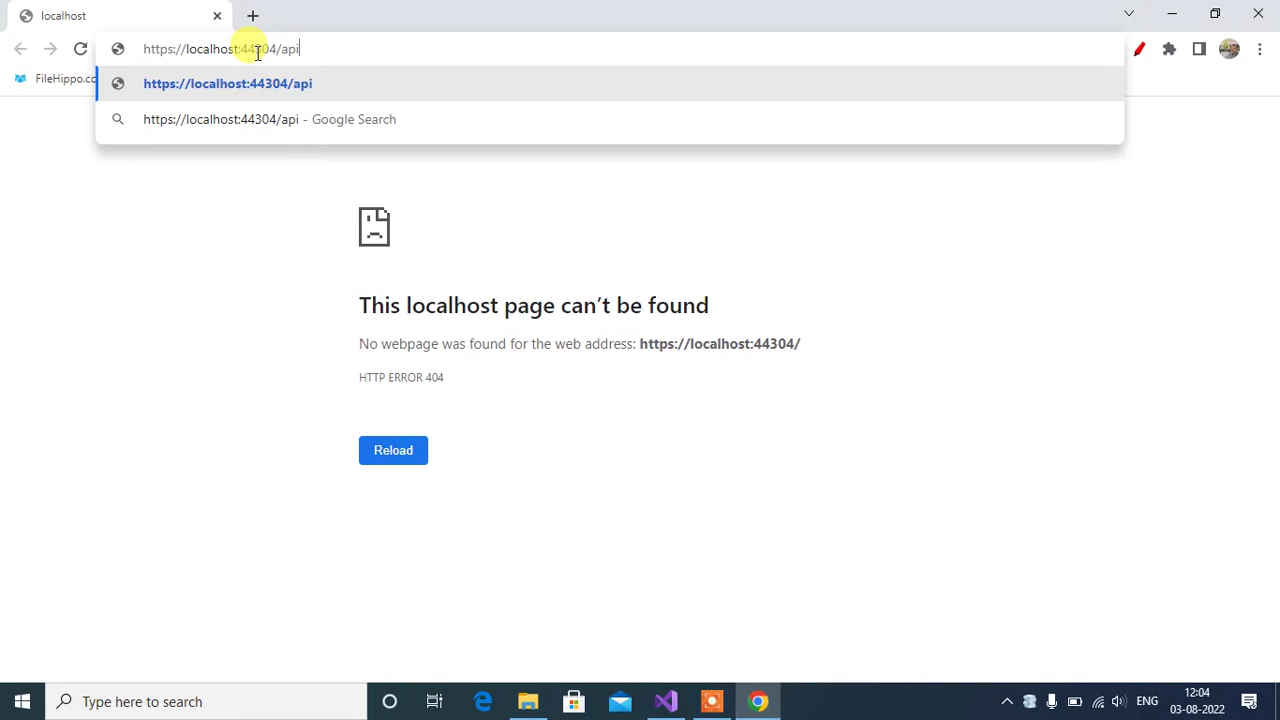 localhost
https://localhost:44304/api
FileHippo.co
https://localhost:44304/api
https://localhost:44304/api - Google Search
This localhost page can’t be found
No webpage was found for the web address: https://localhost:44304/
HTTP ERROR 404
Reload
Type here to search
ENG
12:04
03-08-2022